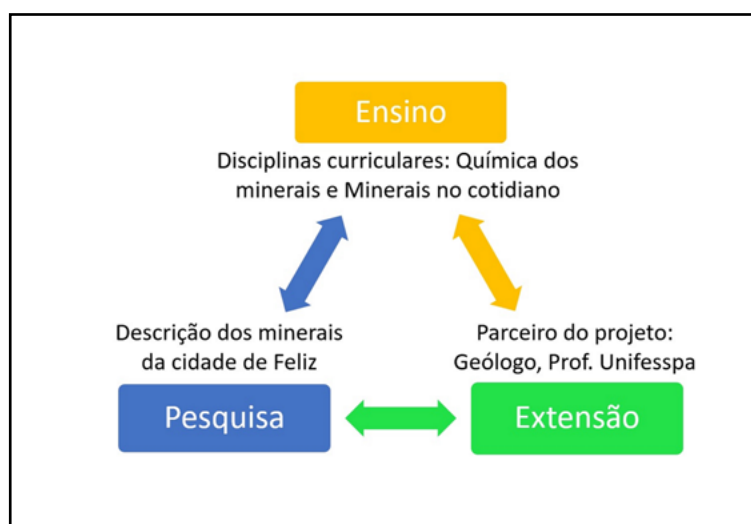 Ensino
Disciplinas curriculares: Química dos
minerais e Minerais no cotidiano
Descrição dos minerais
da cidade de Feliz
Parceiro do projeto:
Geólogo, Prof. Unifesspa
Pesquisa
Extensão